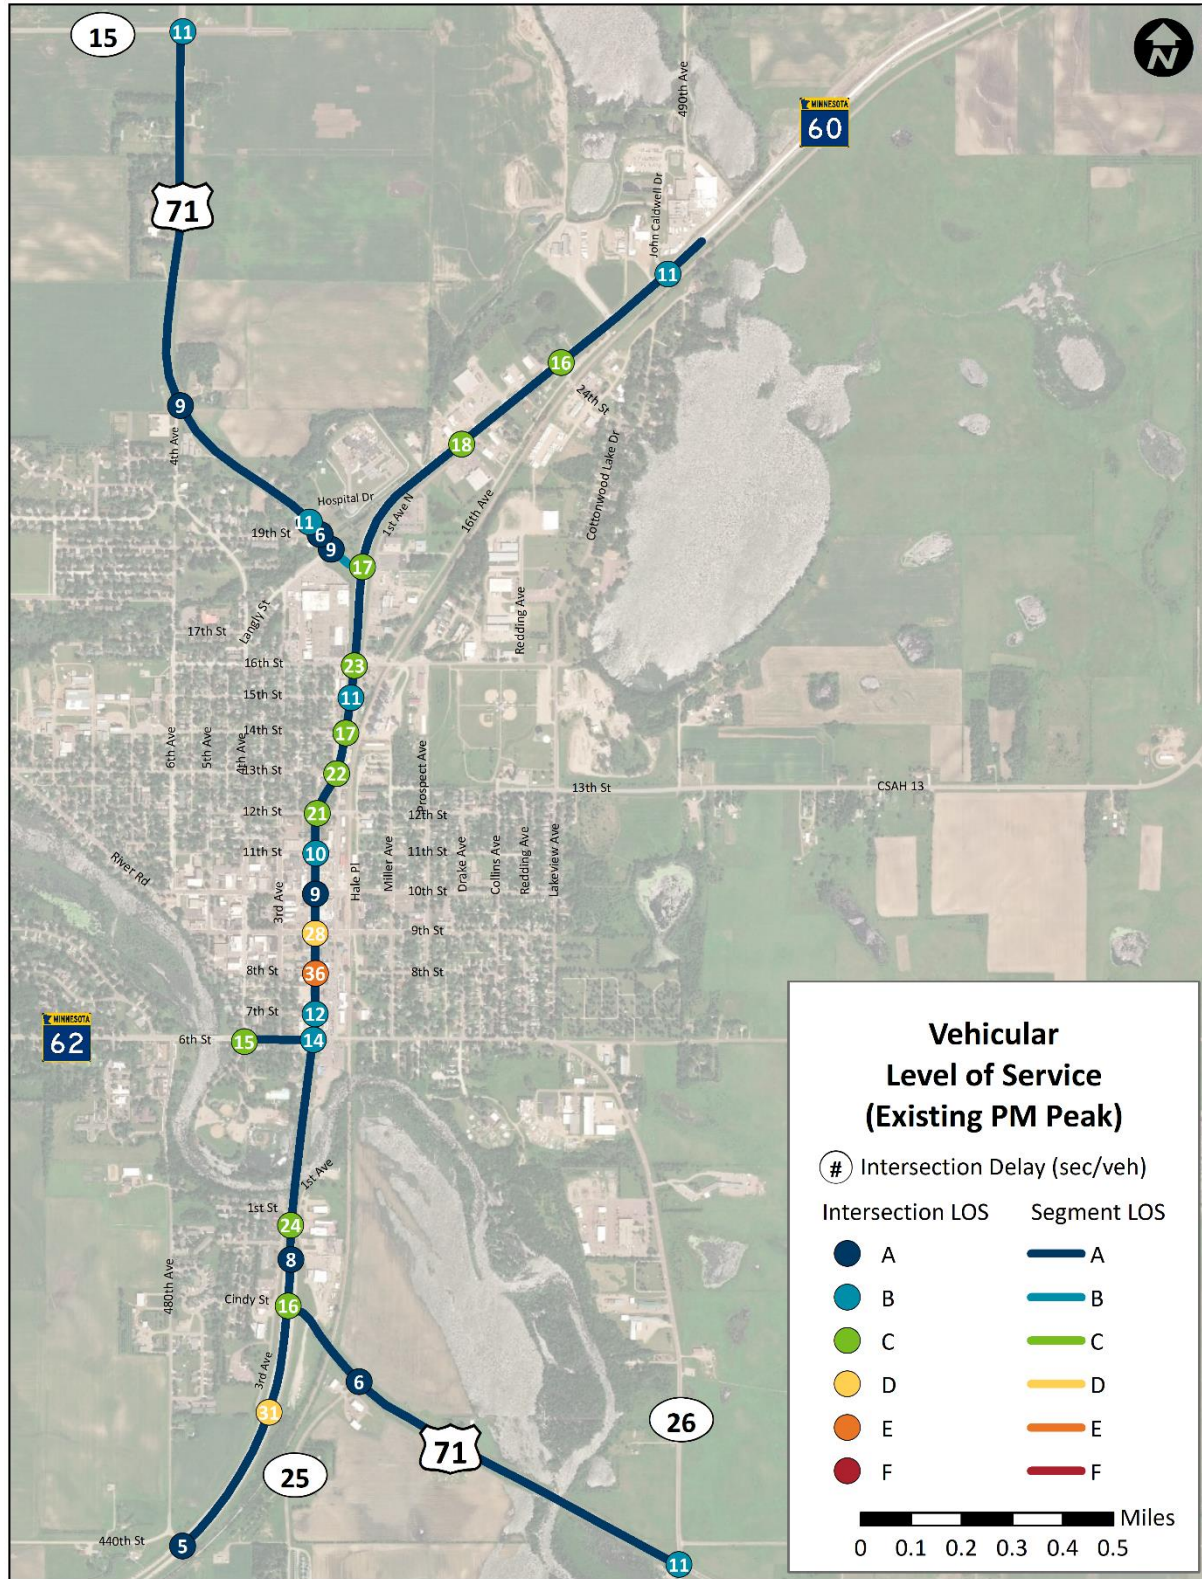 15
11
N
490th Ave
MINNESOTA
60
71
John Caldwell Dr
11
16
24th St
9
4th Ave
18
Cottonwood Lake Dr
Hospital Dr
1st Ave N
16th Ave
11
19th St
6
9
17
Langly St
Redding Ave
17th St
16th St
23
15th St
11
6th Ave
5th Ave
4th Ave
14th St
17
13th St
22
Prospect Ave
13th St
CSAH 13
12th St
21
12th St
River Rd
11th St
10
Hale Pl
Miller Ave
11th St
Drake Ave
Collins Ave
Redding Ave
Lakeview Ave
3rd Ave
9
10th St
28
9th St
8th St
36
8th St
7th St
12
MINNESOTA
62
6th St
15
14
1st Ave
1st St
24
8
480th Ave
Cindy St
16
3rd Ave
6
31
71
26
25
440th St
5
11
Vehicular
Level of Service
(Existing PM Peak)
# Intersection Delay (sec/veh)
Intersection LOS Segment LOS
A A
B B
C C
D D
E E
F F
Miles
0 0.1 0.2 0.3 0.4 0.5